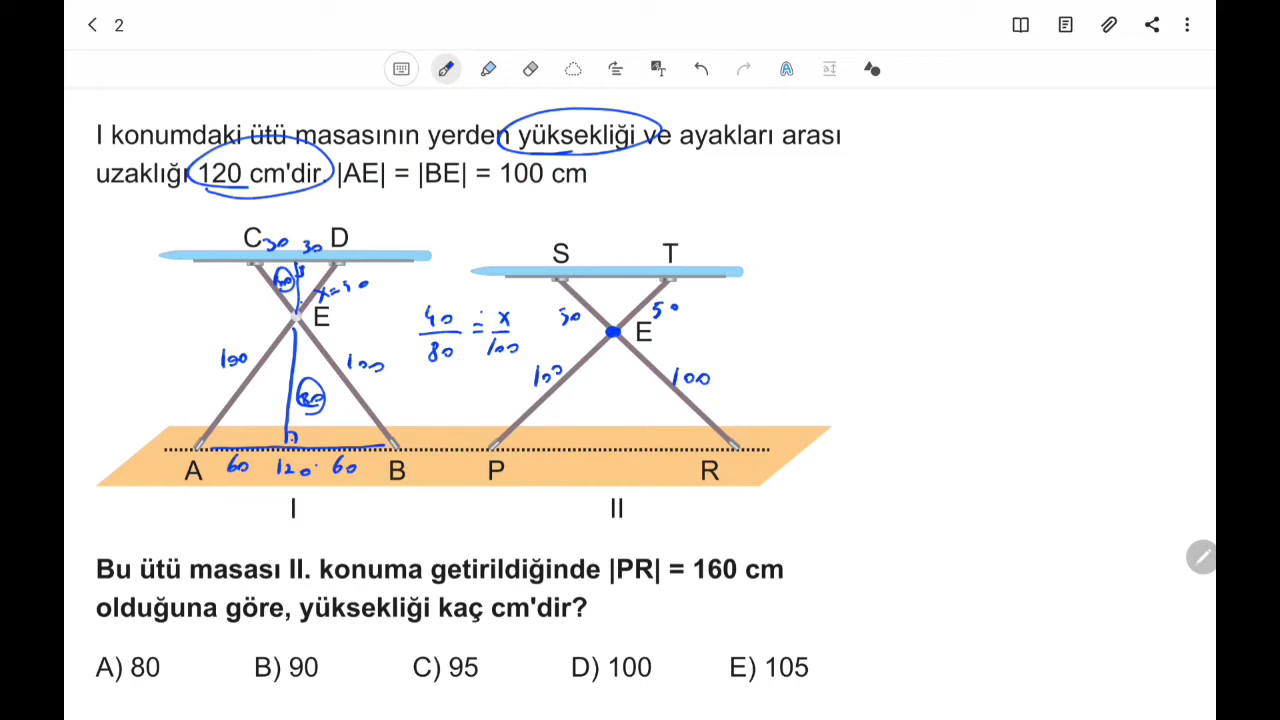 2
I konumdaki ütü masasının yerden yüksekliği ve ayakları arası
uzaklığı 120 cm'dir. |AE| = |BE| = 100 cm
C 30 30 D
40
x=50
E
100 100
80
A 60 120 60 B
I
40/80 = x/100
S T
50 50
E
100 100
P R
II
Bu ütü masası II. konuma getirildiğinde |PR| = 160 cm
olduğuna göre, yüksekliği kaç cm'dir?
A) 80 B) 90 C) 95 D) 100 E) 105